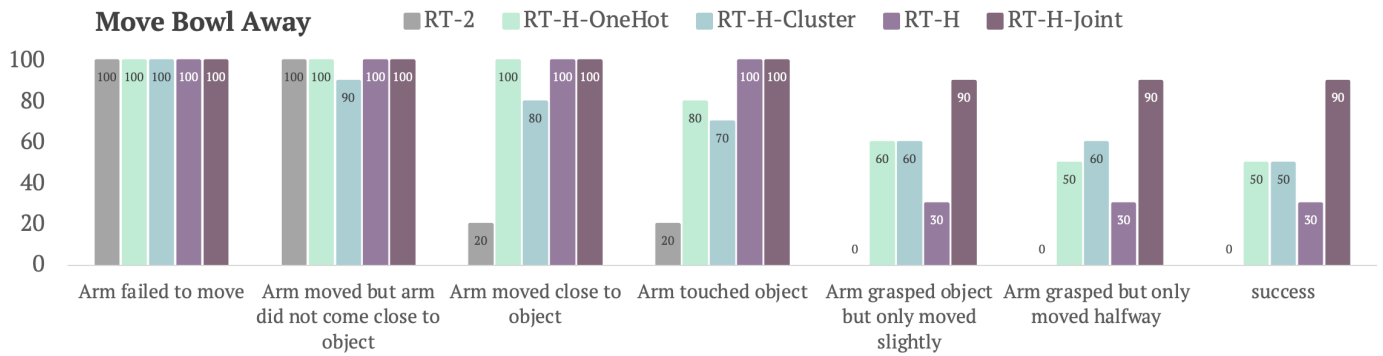 Move Bowl Away
RT-2 RT-H-OneHot RT-H-Cluster RT-H RT-H-Joint
100
80
60
40
20
0
100 100 100 100 100
100 100 90 100 100
20 100 80 100 100
20 80 70 100 100
0 60 60 30 90
0 50 60 30 90
0 50 50 30 90
Arm failed to move
Arm moved but arm
did not come close to
object
Arm moved close to
object
Arm touched object
Arm grasped object
but only moved
slightly
Arm grasped but only
moved halfway
success